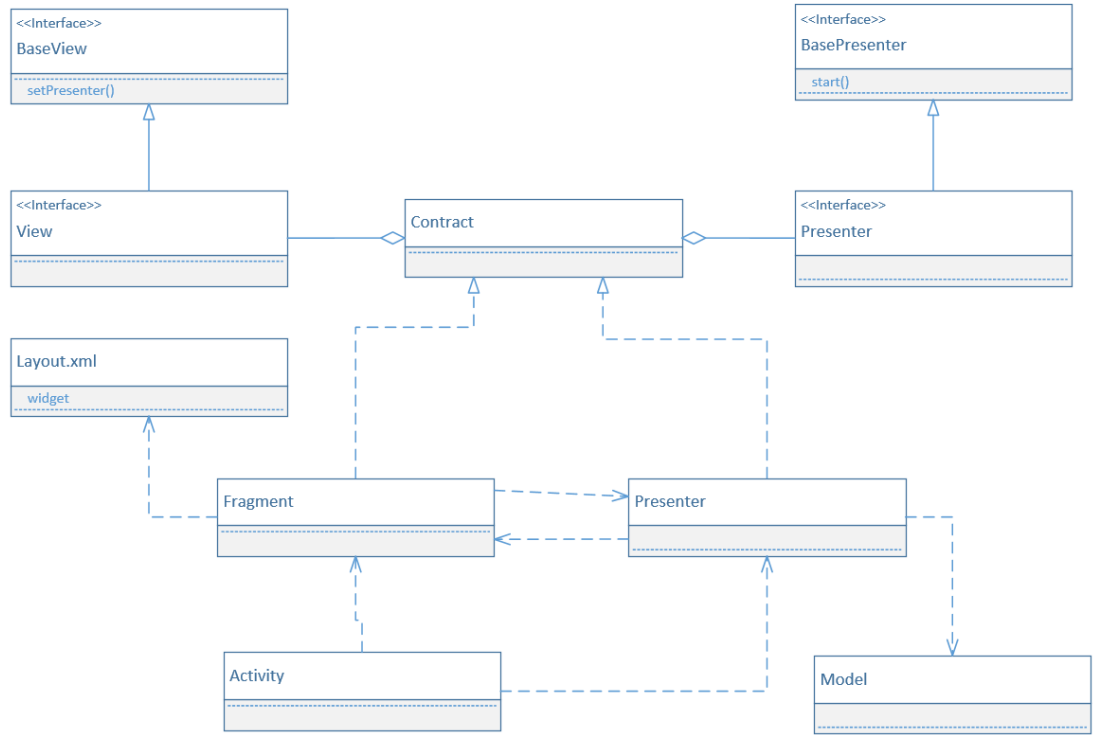 <<Interface>>
BaseView
setPresenter()
<<Interface>>
BasePresenter
start()
<<Interface>>
View
Contract
<<Interface>>
Presenter
Layout.xml
widget
Fragment
Presenter
Activity
Model